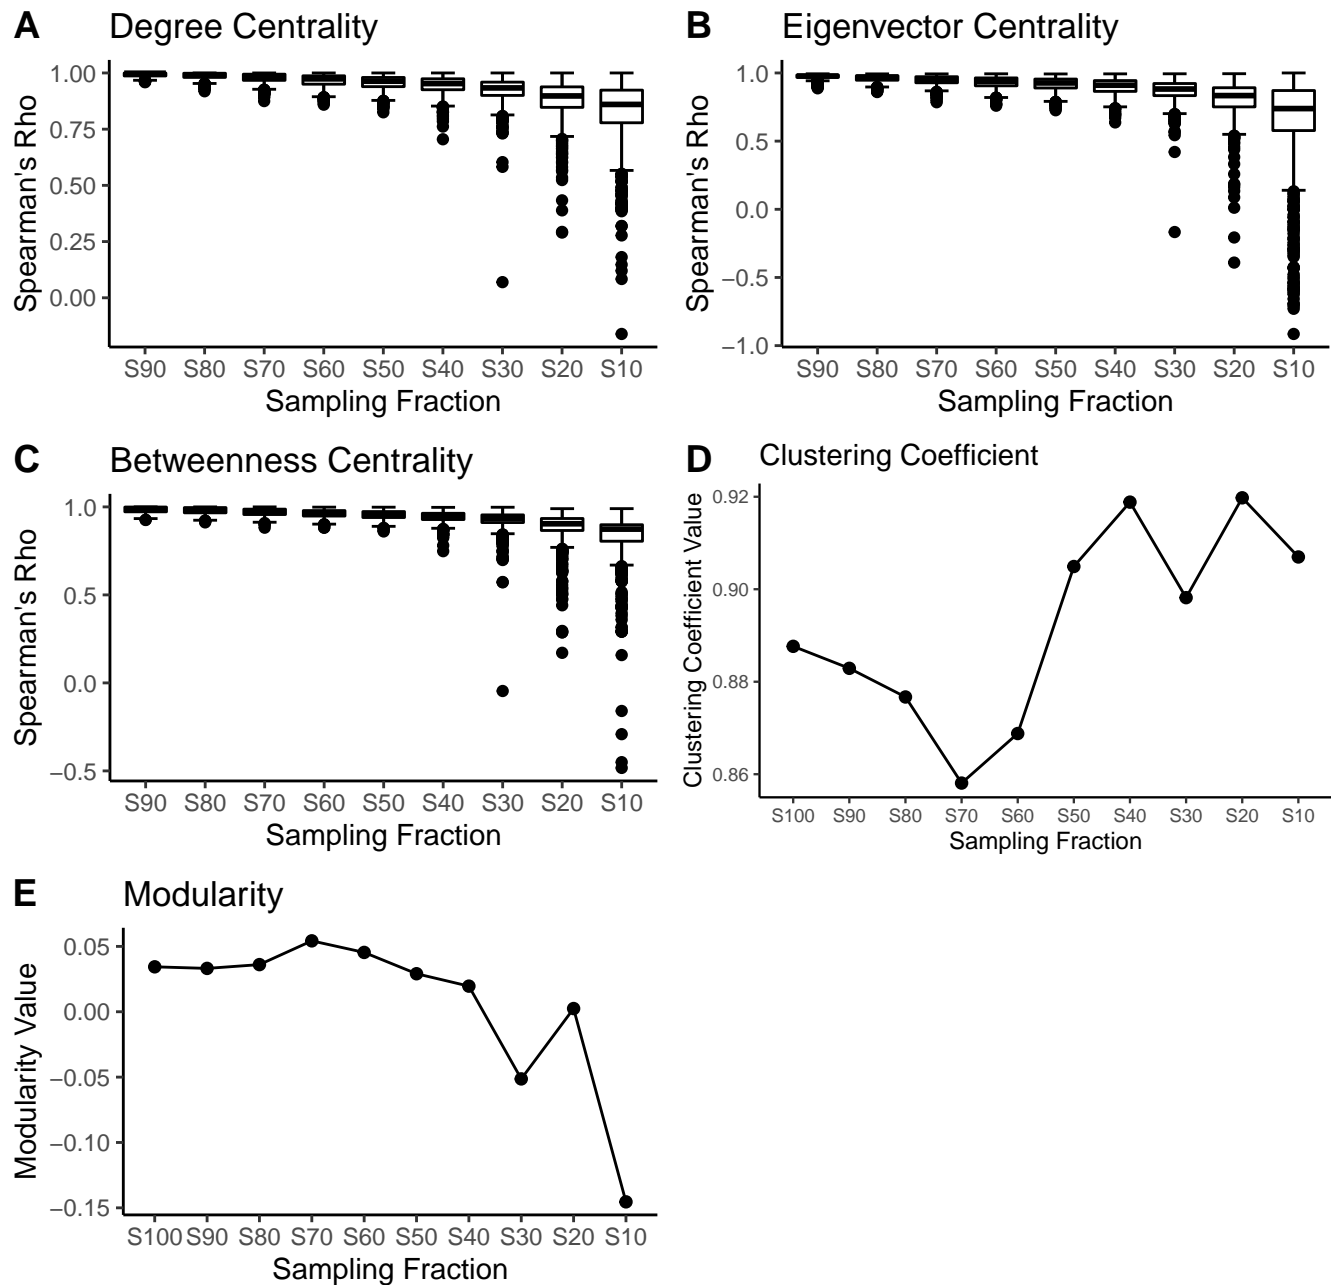 A Degree Centrality
1.00
0.75
0.50
0.25
0.00
Spearman's Rho
S90 S80 S70 S60 S50 S40 S30 S20 S10
Sampling Fraction
B Eigenvector Centrality
1.0
0.5
0.0
−0.5
−1.0
Spearman's Rho
S90 S80 S70 S60 S50 S40 S30 S20 S10
Sampling Fraction
C Betweenness Centrality
1.0
0.5
0.0
−0.5
Spearman's Rho
S90 S80 S70 S60 S50 S40 S30 S20 S10
Sampling Fraction
D Clustering Coefficient
0.92
0.90
0.88
0.86
Clustering Coefficient Value
S100 S90 S80 S70 S60 S50 S40 S30 S20 S10
Sampling Fraction
E Modularity
0.05
0.00
−0.05
−0.10
−0.15
Modularity Value
S100 S90 S80 S70 S60 S50 S40 S30 S20 S10
Sampling Fraction